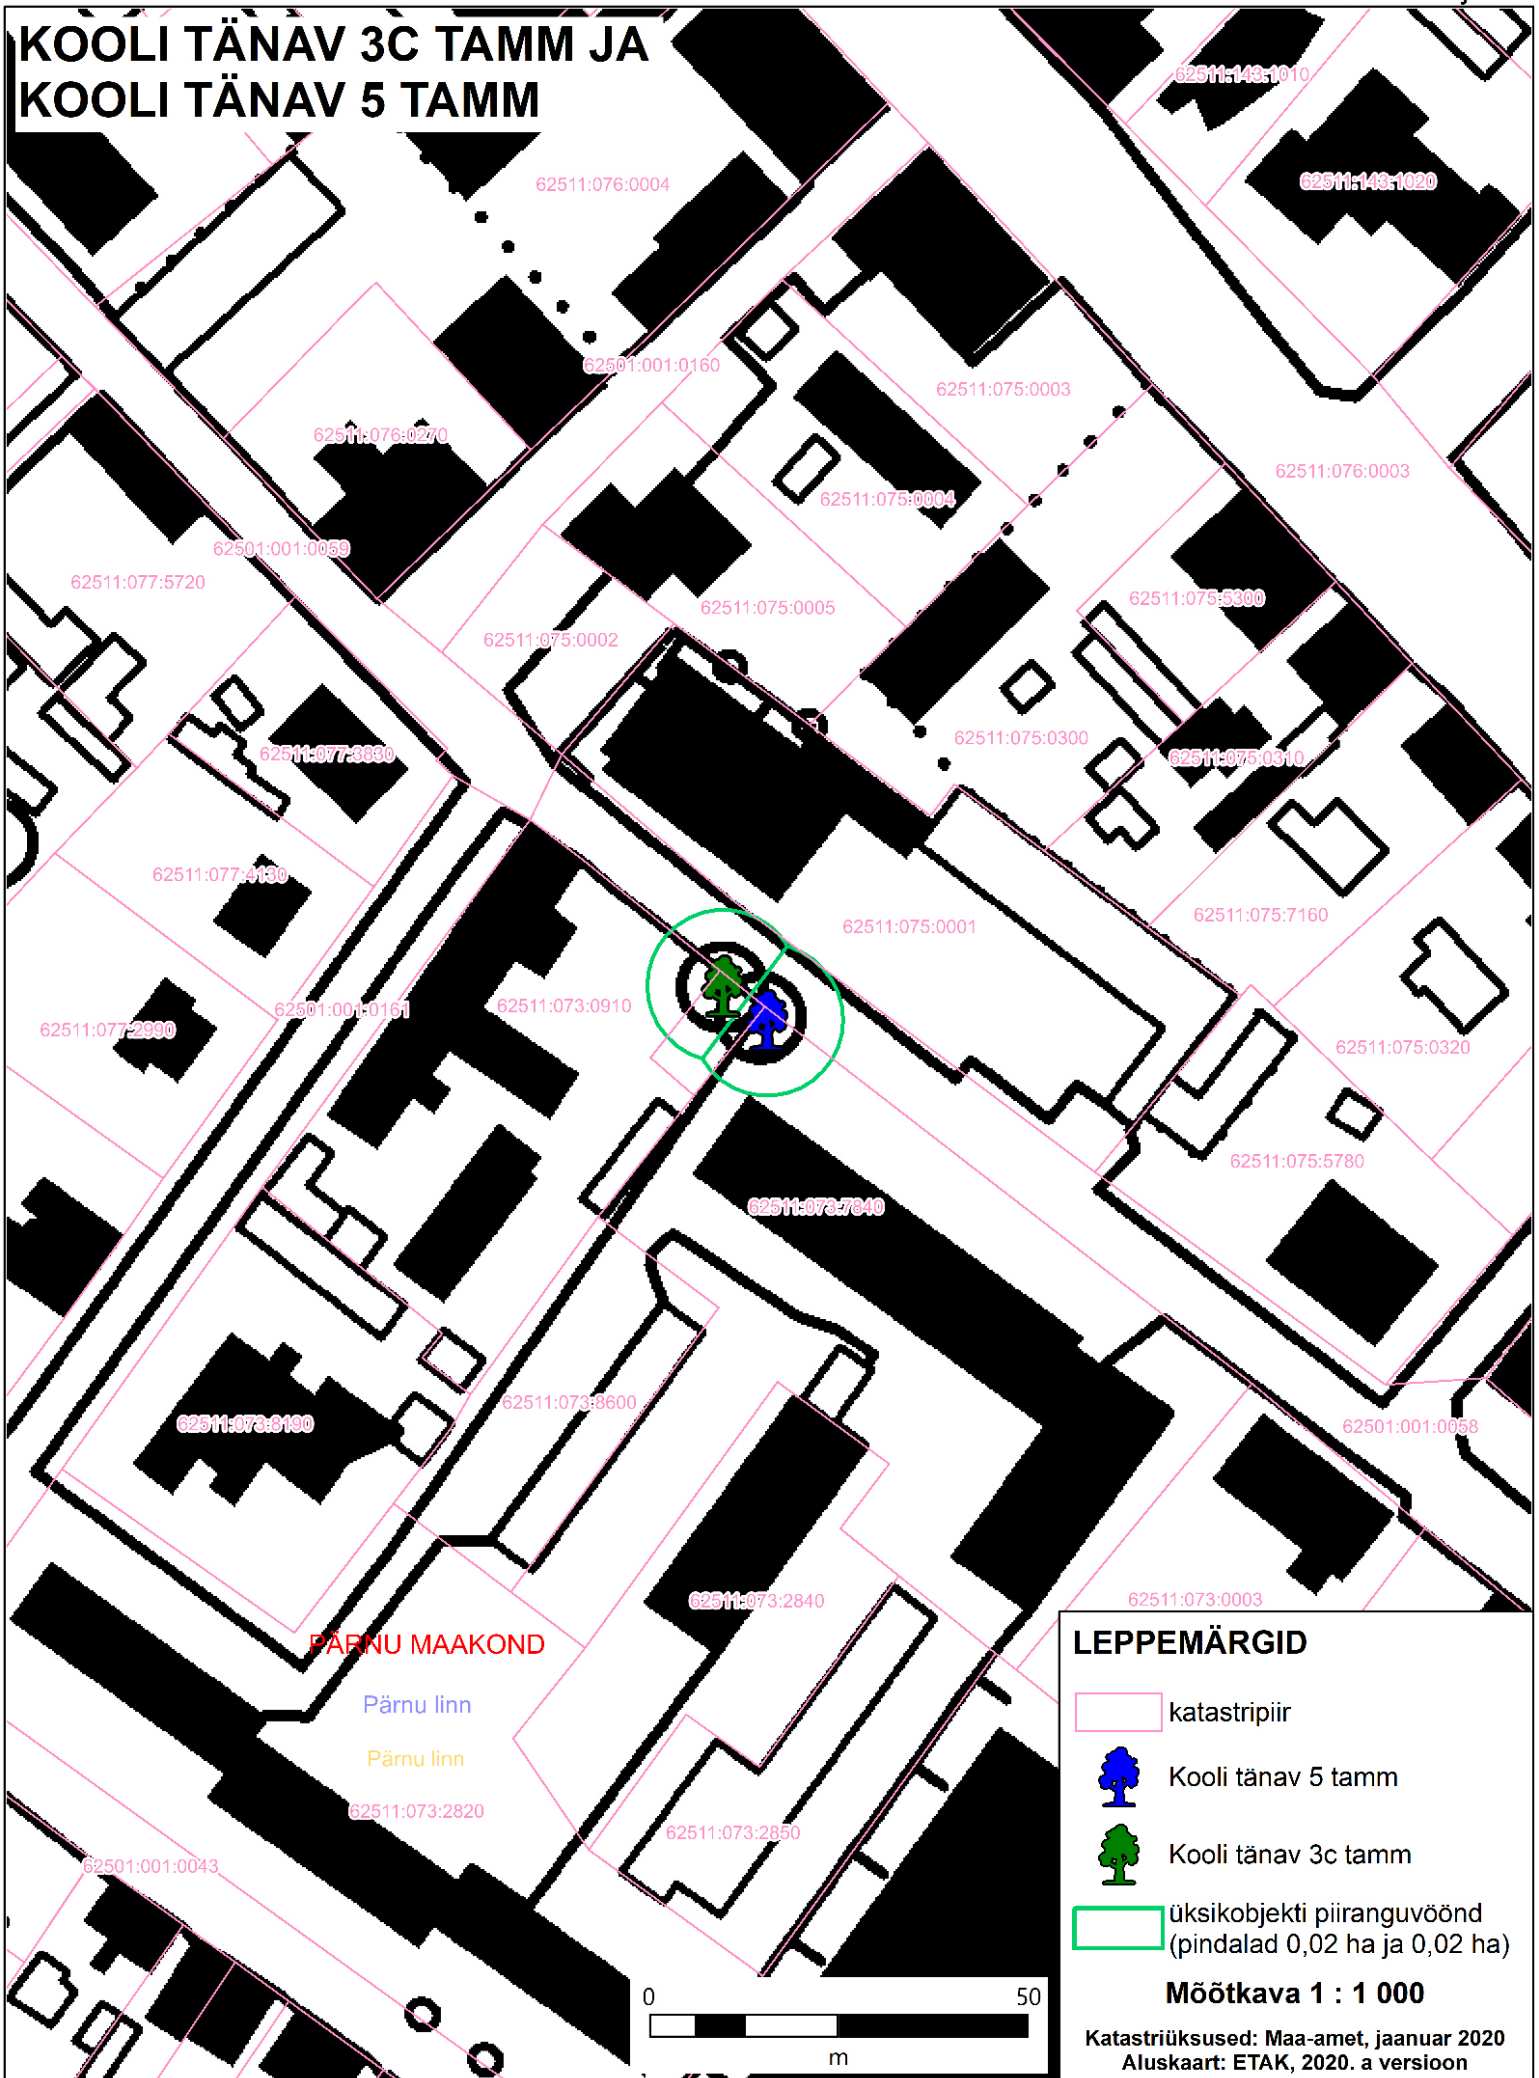 KOOLI TÄNAV 3C TAMM JA
KOOLI TÄNAV 5 TAMM
62511:143:1010
62511:143:1020
62511:076:0004
62501:001:0160
62511:075:0003
62511:076:0270
62511:076:0003
62511:075:0004
62501:001:0059
62511:077:5720
62511:075:5300
62511:075:0005
62511:075:0002
62511:075:0300
62511:077:3830
62511:075:0310
62511:077:4130
62511:075:7160
62511:075:0001
62511:073:0910
62501:001:0161
62511:077:2990
62511:075:0320
62511:075:5780
62511:073:7840
62511:073:8600
62511:073:8190
62501:001:0058
62511:073:2840
62511:073:0003
PÄRNU MAAKOND
Pärnu linn
Pärnu linn
62511:073:2820
62511:073:2850
62501:001:0043
LEPPEMÄRGID
katastripiir
Kooli tänav 5 tamm
Kooli tänav 3c tamm
üksikobjekti piiranguvöönd
(pindalad 0,02 ha ja 0,02 ha)
Mõõtkava 1 : 1 000
Katastriüksused: Maa-amet, jaanuar 2020
Aluskaart: ETAK, 2020. a versioon
0 50
m